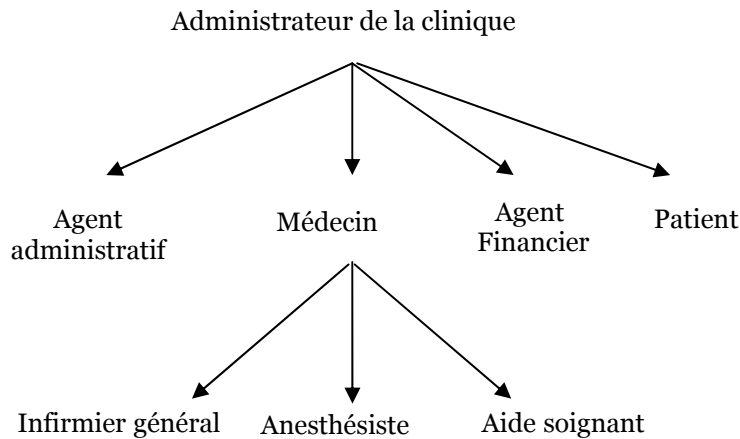 Administrateur de la clinique
Agent
administratif
Médecin
Agent
Financier
Patient
Infirmier général
Anesthésiste
Aide soignant